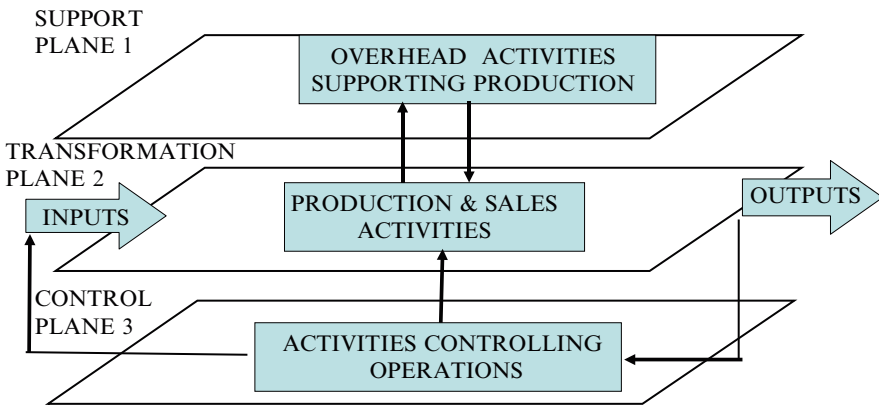 SUPPORT
PLANE 1
OVERHEAD ACTIVITIES
SUPPORTING PRODUCTION
TRANSFORMATION
PLANE 2
INPUTS
PRODUCTION & SALES
ACTIVITIES
OUTPUTS
CONTROL
PLANE 3
ACTIVITIES CONTROLLING
OPERATIONS